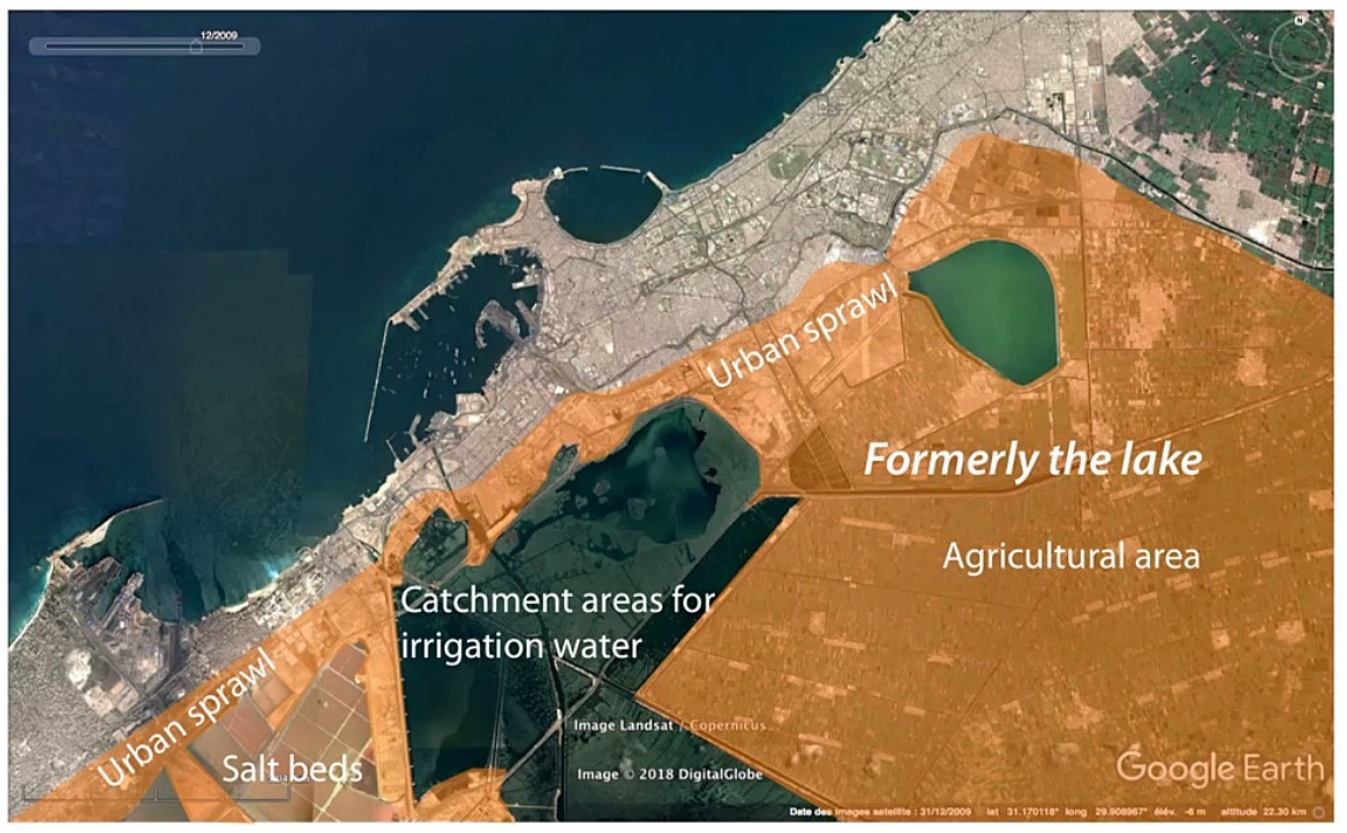 12/2009
N
Urban sprawl
Formerly the lake
Agricultural area
Catchment areas for
irrigation water
Urban sprawl
Salt beds
Image Landsat / Copernicus
Image © 2018 DigitalGlobe
Google Earth
Date des images satellite : 31/12/2009 lat 31.170118° long 29.908967° élév. -6 m altitude 22.30 km